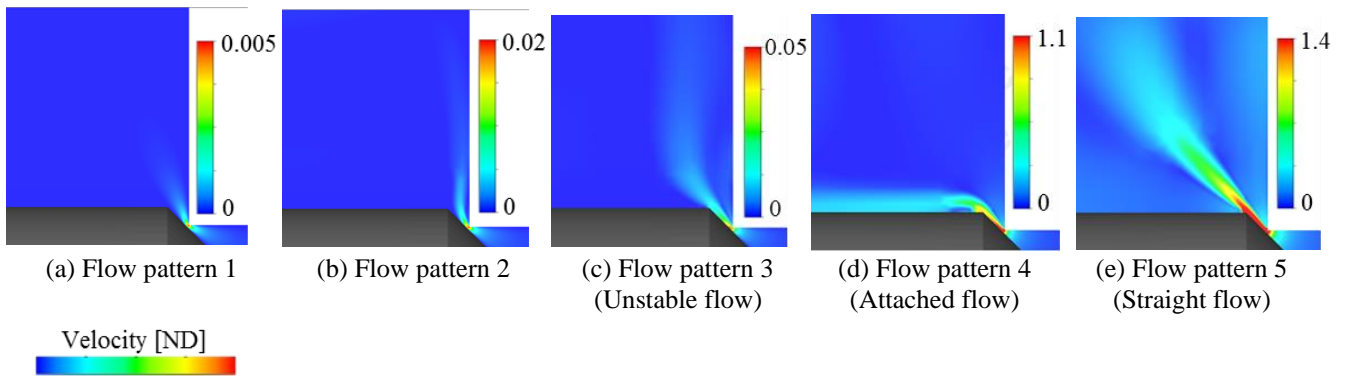 0.005
0
0.02
0
0.05
0
1.1
0
1.4
0
(a) Flow pattern 1
(b) Flow pattern 2
(c) Flow pattern 3
(Unstable flow)
(d) Flow pattern 4
(Attached flow)
(e) Flow pattern 5
(Straight flow)
Velocity [ND]